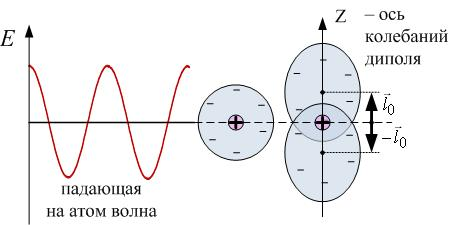 E
Z – ось
колебаний
диполя
l₀
–l₀
падающая
на атом волна